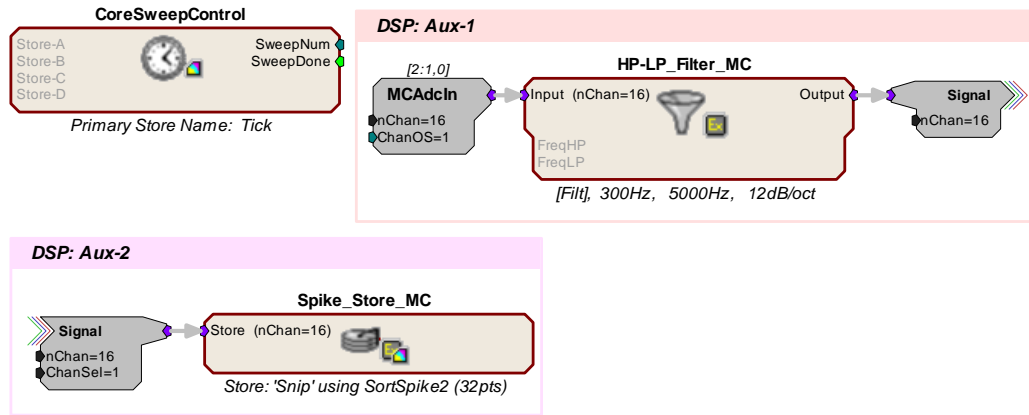 CoreSweepControl
Store-A
Store-B
Store-C
Store-D
SweepNum
SweepDone
Primary Store Name: Tick
DSP: Aux-1
[2:1,0]
MCAdcIn
nChan=16
ChanOS=1
HP-LP_Filter_MC
Input (nChan=16)
Output
FreqHP
FreqLP
[Filt], 300Hz, 5000Hz, 12dB/oct
Signal
nChan=16
DSP: Aux-2
Signal
nChan=16
ChanSel=1
Spike_Store_MC
Store (nChan=16)
Store: 'Snip' using SortSpike2 (32pts)